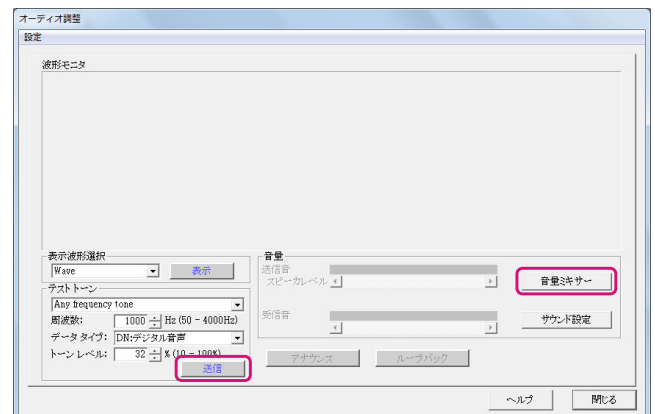 オーディオ調整
設定
波形モニタ
表示波形選択
Wave
表示
テストトーン
Any frequency tone
周波数: 1000 Hz (50 - 4000Hz)
データタイプ: DN:デジタル音声
トーンレベル: 32 % (10 - 100%)
送信
音量
送信音
スピーカレベル
音量ミキサー
受信音
サウンド設定
アナウンス
ループバック
ヘルプ
閉じる